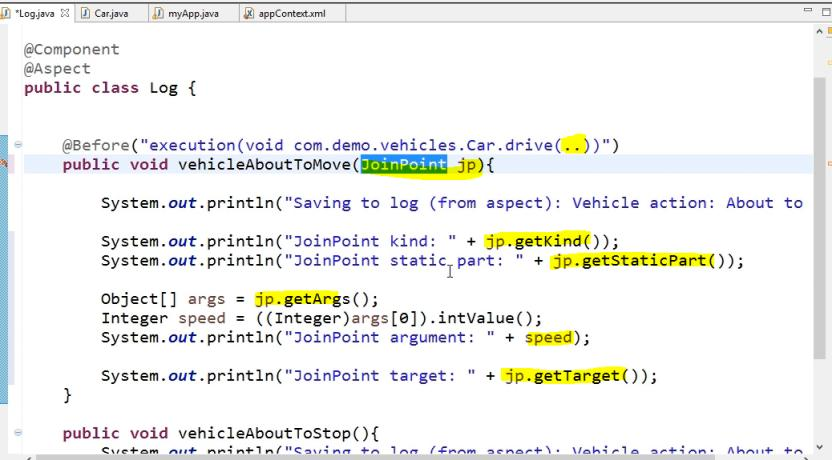 *Log.java Car.java myApp.java appContext.xml
@Component
@Aspect
public class Log {
@Before("execution(void com.demo.vehicles.Car.drive(..))")
public void vehicleAboutToMove(JoinPoint jp){
System.out.println("Saving to log (from aspect): Vehicle action: About to
System.out.println("JoinPoint kind: " + jp.getKind());
System.out.println("JoinPoint static part: " + jp.getStaticPart());
Object[] args = jp.getArgs();
Integer speed = ((Integer)args[0]).intValue();
System.out.println("JoinPoint argument: " + speed);
System.out.println("JoinPoint target: " + jp.getTarget());
}
public void vehicleAboutToStop(){
System.out.println("Saving to log (from aspect): Vehicle action: About to